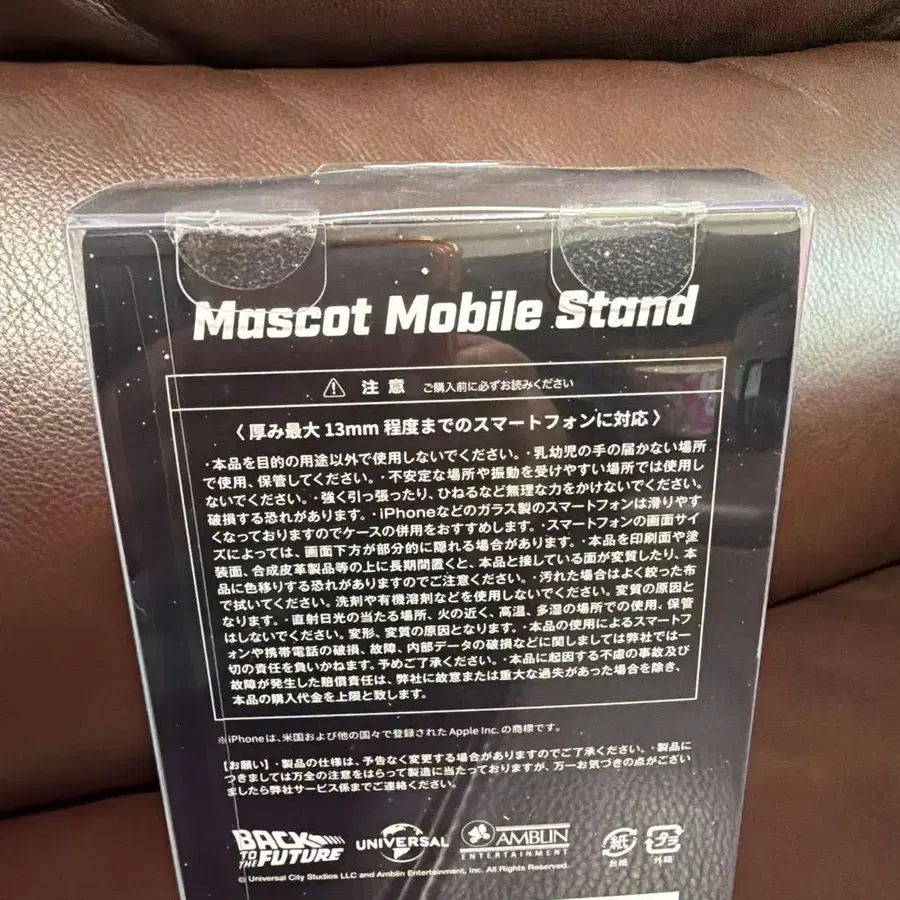 Mascot Mobile Stand
注意 ご購入前に必ずお読みください
〈 厚み最大 13mm 程度までのスマートフォンに対応 〉
・本品を目的の用途以外で使用しないでください。・乳幼児の手の届かない場所
で使用、保管してください。・不安定な場所や振動を受けやすい場所では使用し
ないでください。・強く引っ張ったり、ひねるなど無理な力をかけないでください。
破損する恐れがあります。・iPhoneなどのガラス製のスマートフォンは滑りやす
くなっておりますのでケースの併用をおすすめします。・スマートフォンの画面サイ
ズによっては、画面下方が部分的に隠れる場合があります。・本品を印刷面や塗
装面、合成皮革製品等の上に長期間置くと、本品と接している面が変質したり、本
品に色移りする恐れがありますのでご注意ください。・汚れた場合はよく絞った布
で拭いてください。洗剤や有機溶剤などを使用しないでください。変質の原因と
なります。・直射日光の当たる場所、火の近く、高温、多湿の場所での使用、保管
はしないでください。変形、変質の原因となります。・本品の使用によるスマートフ
ォンや携帯電話の破損、故障、内部データの破損などに関しましては弊社では一
切の責任を負いかねます。予めご了承ください。・本品に起因する不慮の事故及び
故障が発生した賠償責任は、弊社に故意または重大な過失があった場合を除き、
本品の購入代金を上限と致します。
※iPhoneは、米国および他の国々で登録された Apple Inc. の商標です。
【お願い】・製品の仕様は、予告なく変更する場合がありますのでご了承ください。・製品に
つきましては万全の注意をはらって製造に当たっておりますが、万一お気づきの点がござい
ましたら弊社サービス係までご連絡ください。
BACK TO THE FUTURE UNIVERSAL AMBLIN ENTERTAINMENT 紙 台紙 プラ 外箱
© Universal City Studios LLC and Amblin Entertainment, Inc. All Rights Reserved.